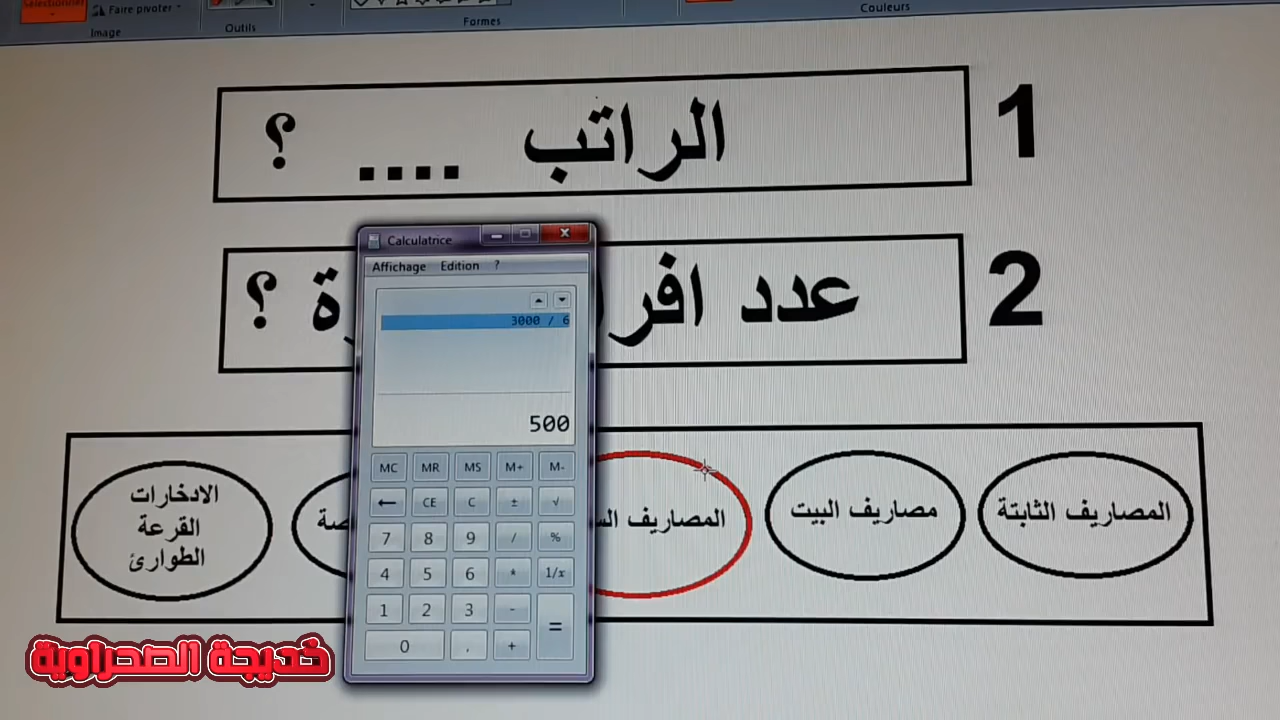 Sélectionner
Faire pivoter
Image
Outils
Formes
Couleurs
1
الراتب .... ؟
2
عدد افر
ة ؟
Calculatrice
Affichage Edition ?
3000 / 6
500
MC MR MS M+ M-
← CE C ± √
7 8 9 / %
4 5 6 * 1/x
1 2 3 - =
0 , +
المصاريف الثابتة
مصاريف البيت
المصاريف
الادخارات
القرعة
الطوارئ
خديجة الصحراوية